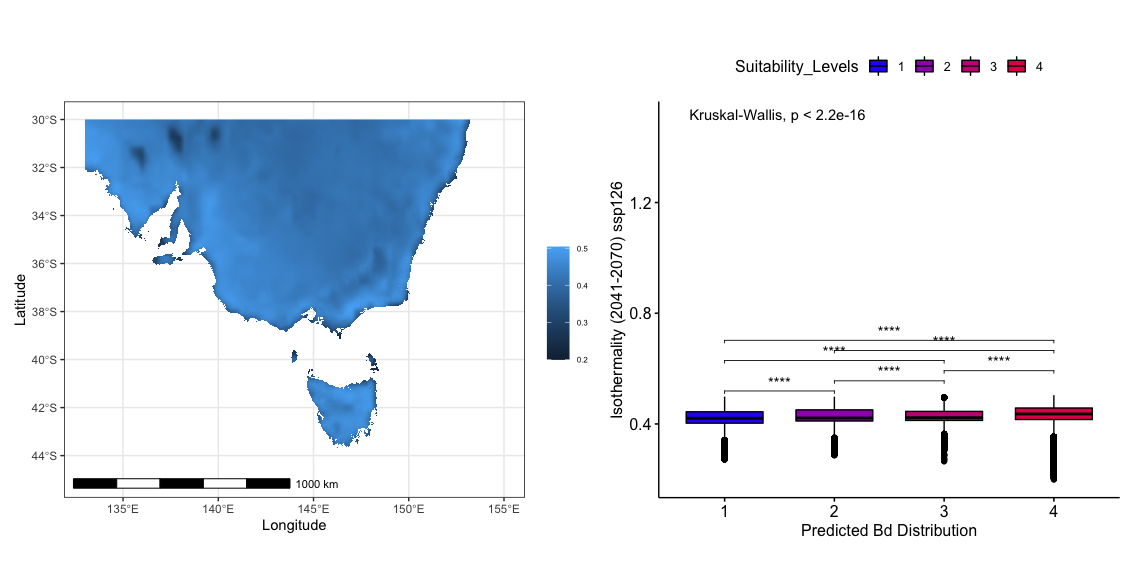 Latitude
30°S
32°S
34°S
36°S
38°S
40°S
42°S
44°S
1000 km
135°E
140°E
145°E
150°E
155°E
Longitude
0.5
0.4
0.3
0.2
Suitability_Levels 1 2 3 4
Kruskal-Wallis, p < 2.2e-16
Isothermality (2041-2070) ssp126
1.2
0.8
0.4
****
****
****
****
****
****
1 2 3 4
Predicted Bd Distribution